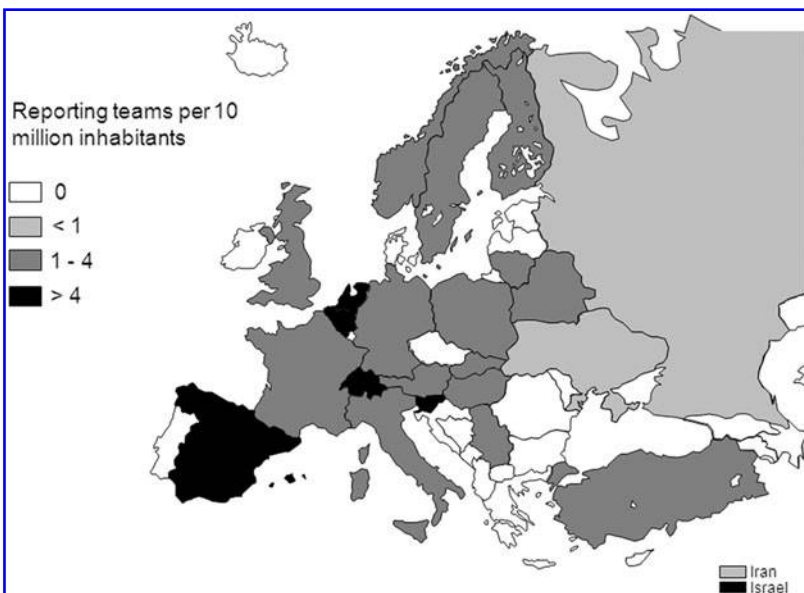 Reporting teams per 10
million inhabitants
0
< 1
1 - 4
> 4
Iran
Israel